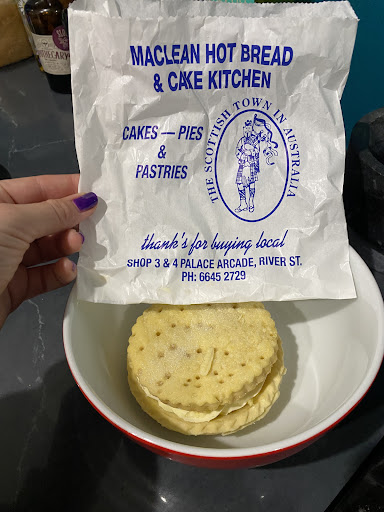 MACLEAN HOT BREAD
& CAKE KITCHEN
CAKES — PIES
&
PASTRIES
THE SCOTTISH TOWN IN AUSTRALIA
thank's for buying local
SHOP 3 & 4 PALACE ARCADE, RIVER ST.
PH: 6645 2729